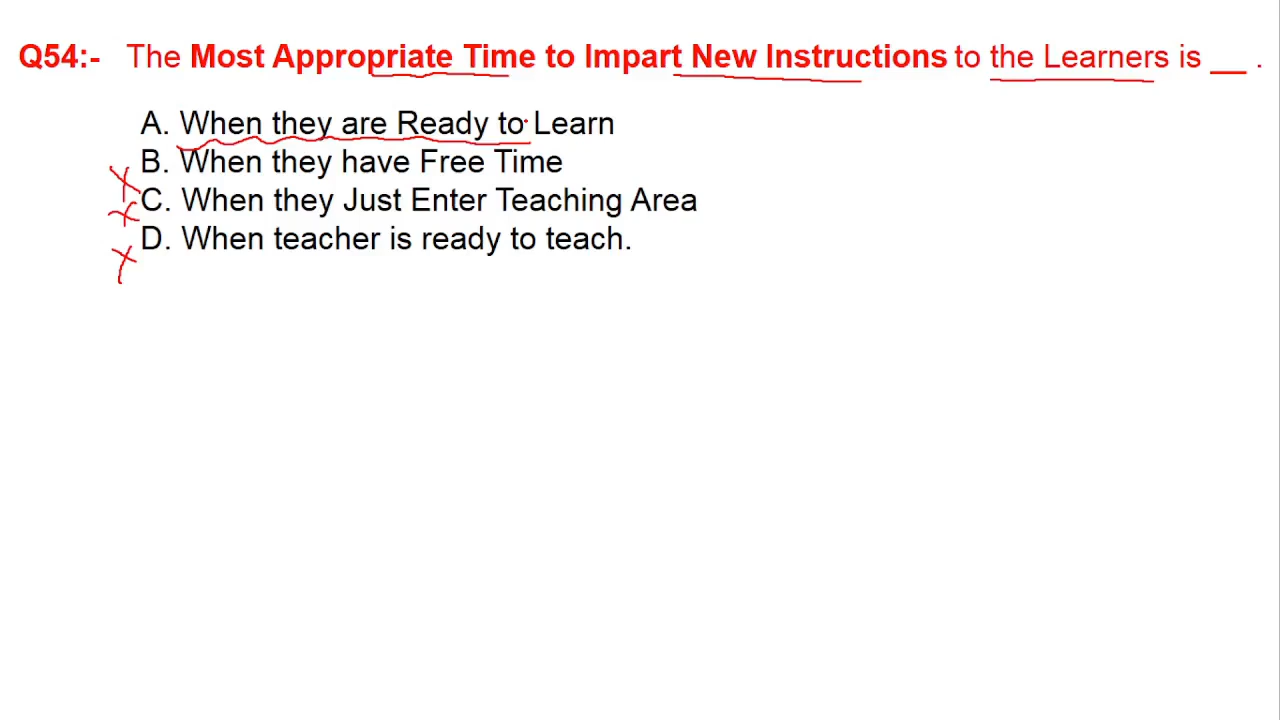 Q54:- The Most Appropriate Time to Impart New Instructions to the Learners is __ .
A. When they are Ready to Learn
B. When they have Free Time
C. When they Just Enter Teaching Area
D. When teacher is ready to teach.